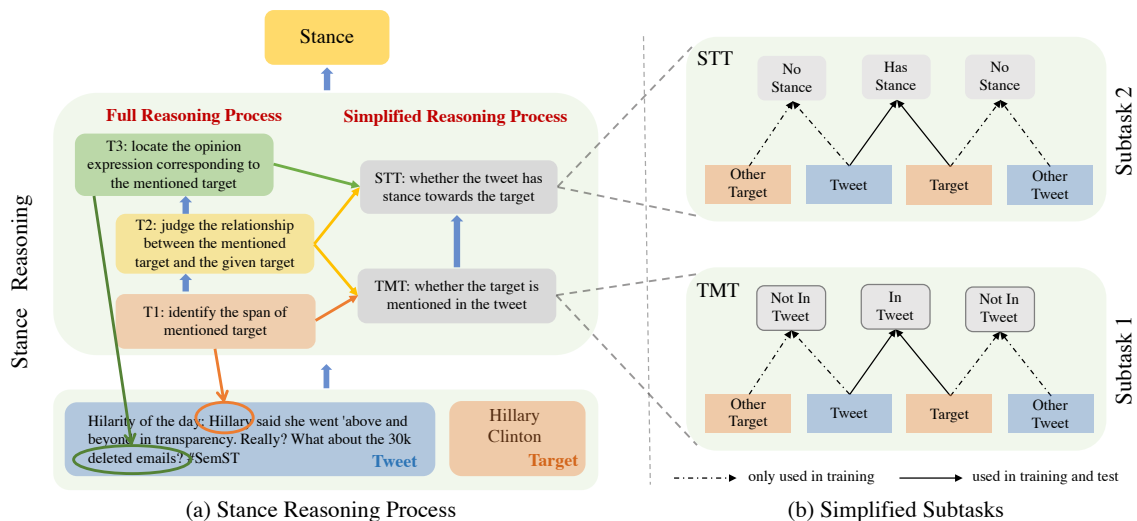 Stance
Stance Reasoning
Full Reasoning Process
Simplified Reasoning Process
T3: locate the opinion
expression corresponding to
the mentioned target
T2: judge the relationship
between the mentioned
target and the given target
T1: identify the span of
mentioned target
STT: whether the tweet has
stance towards the target
TMT: whether the target is
mentioned in the tweet
Hilarity of the day: Hillary said she went 'above and
beyond' in transparency. Really? What about the 30k
deleted emails? #SemST
Tweet
Hillary
Clinton
Target
(a) Stance Reasoning Process
STT
No
Stance
Has
Stance
No
Stance
Other
Target
Tweet
Target
Other
Tweet
Subtask 2
TMT
Not In
Tweet
In
Tweet
Not In
Tweet
Other
Target
Tweet
Target
Other
Tweet
Subtask 1
only used in training
used in training and test
(b) Simplified Subtasks